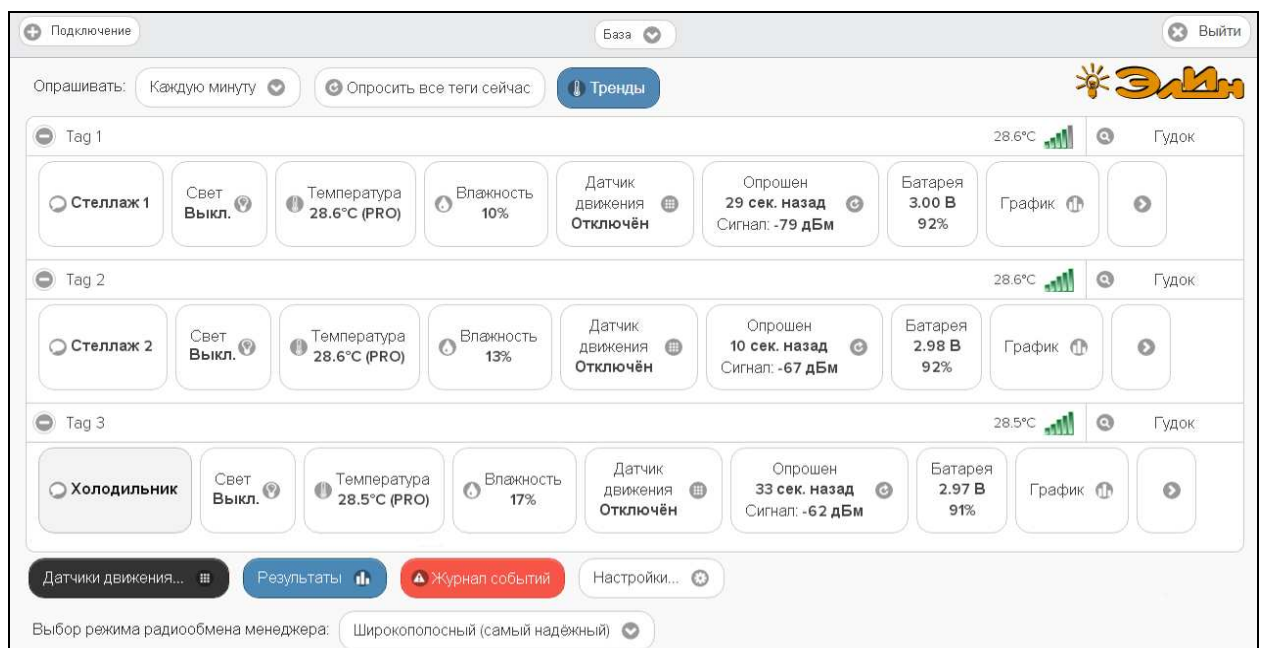 Подключение База Выйти
Опрашивать: Каждую минуту Опросить все теги сейчас Тренды ЭлИн
Tag 1 28.6°C Гудок
Стеллаж 1
Свет
Выкл.
Температура
28.6°C (PRO)
Влажность
10%
Датчик
движения
Отключён
Опрошен
29 сек. назад
Сигнал: -79 дБм
Батарея
3.00 В
92%
График
Tag 2 28.6°C Гудок
Стеллаж 2
Свет
Выкл.
Температура
28.6°C (PRO)
Влажность
13%
Датчик
движения
Отключён
Опрошен
10 сек. назад
Сигнал: -67 дБм
Батарея
2.98 В
92%
График
Tag 3 28.5°C Гудок
Холодильник
Свет
Выкл.
Температура
28.5°C (PRO)
Влажность
17%
Датчик
движения
Отключён
Опрошен
33 сек. назад
Сигнал: -62 дБм
Батарея
2.97 В
91%
График
Датчики движения... Результаты Журнал событий Настройки...
Выбор режима радиообмена менеджера: Широкополосный (самый надёжный)